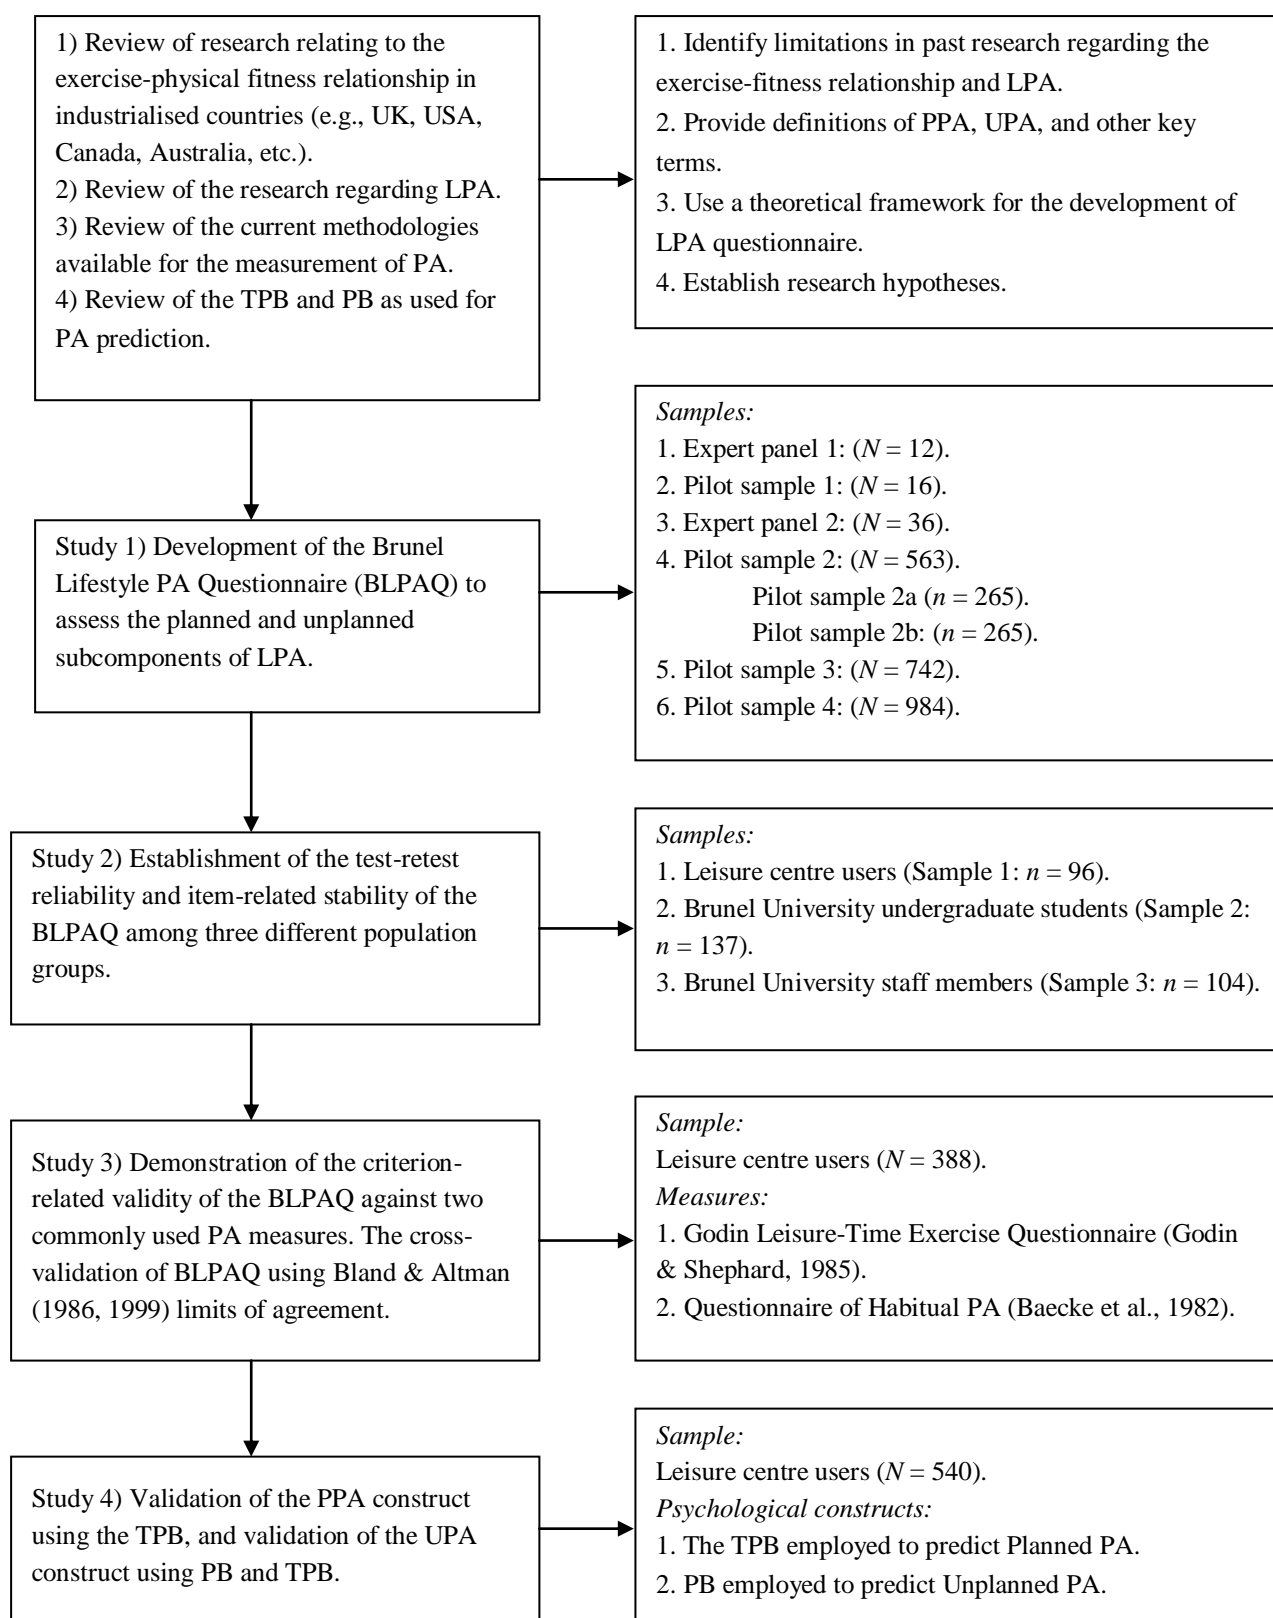 1) Review of research relating to the
exercise-physical fitness relationship in
industrialised countries (e.g., UK, USA,
Canada, Australia, etc.).
2) Review of the research regarding LPA.
3) Review of the current methodologies
available for the measurement of PA.
4) Review of the TPB and PB as used for
PA prediction.
1. Identify limitations in past research regarding the
exercise-fitness relationship and LPA.
2. Provide definitions of PPA, UPA, and other key
terms.
3. Use a theoretical framework for the development of
LPA questionnaire.
4. Establish research hypotheses.
Study 1) Development of the Brunel
Lifestyle PA Questionnaire (BLPAQ) to
assess the planned and unplanned
subcomponents of LPA.
Samples:
1. Expert panel 1: (N = 12).
2. Pilot sample 1: (N = 16).
3. Expert panel 2: (N = 36).
4. Pilot sample 2: (N = 563).
Pilot sample 2a (n = 265).
Pilot sample 2b: (n = 265).
5. Pilot sample 3: (N = 742).
6. Pilot sample 4: (N = 984).
Study 2) Establishment of the test-retest
reliability and item-related stability of the
BLPAQ among three different population
groups.
Samples:
1. Leisure centre users (Sample 1: n = 96).
2. Brunel University undergraduate students (Sample 2:
n = 137).
3. Brunel University staff members (Sample 3: n = 104).
Study 3) Demonstration of the criterion-
related validity of the BLPAQ against two
commonly used PA measures. The cross-
validation of BLPAQ using Bland & Altman
(1986, 1999) limits of agreement.
Sample:
Leisure centre users (N = 388).
Measures:
1. Godin Leisure-Time Exercise Questionnaire (Godin
& Shephard, 1985).
2. Questionnaire of Habitual PA (Baecke et al., 1982).
Study 4) Validation of the PPA construct
using the TPB, and validation of the UPA
construct using PB and TPB.
Sample:
Leisure centre users (N = 540).
Psychological constructs:
1. The TPB employed to predict Planned PA.
2. PB employed to predict Unplanned PA.